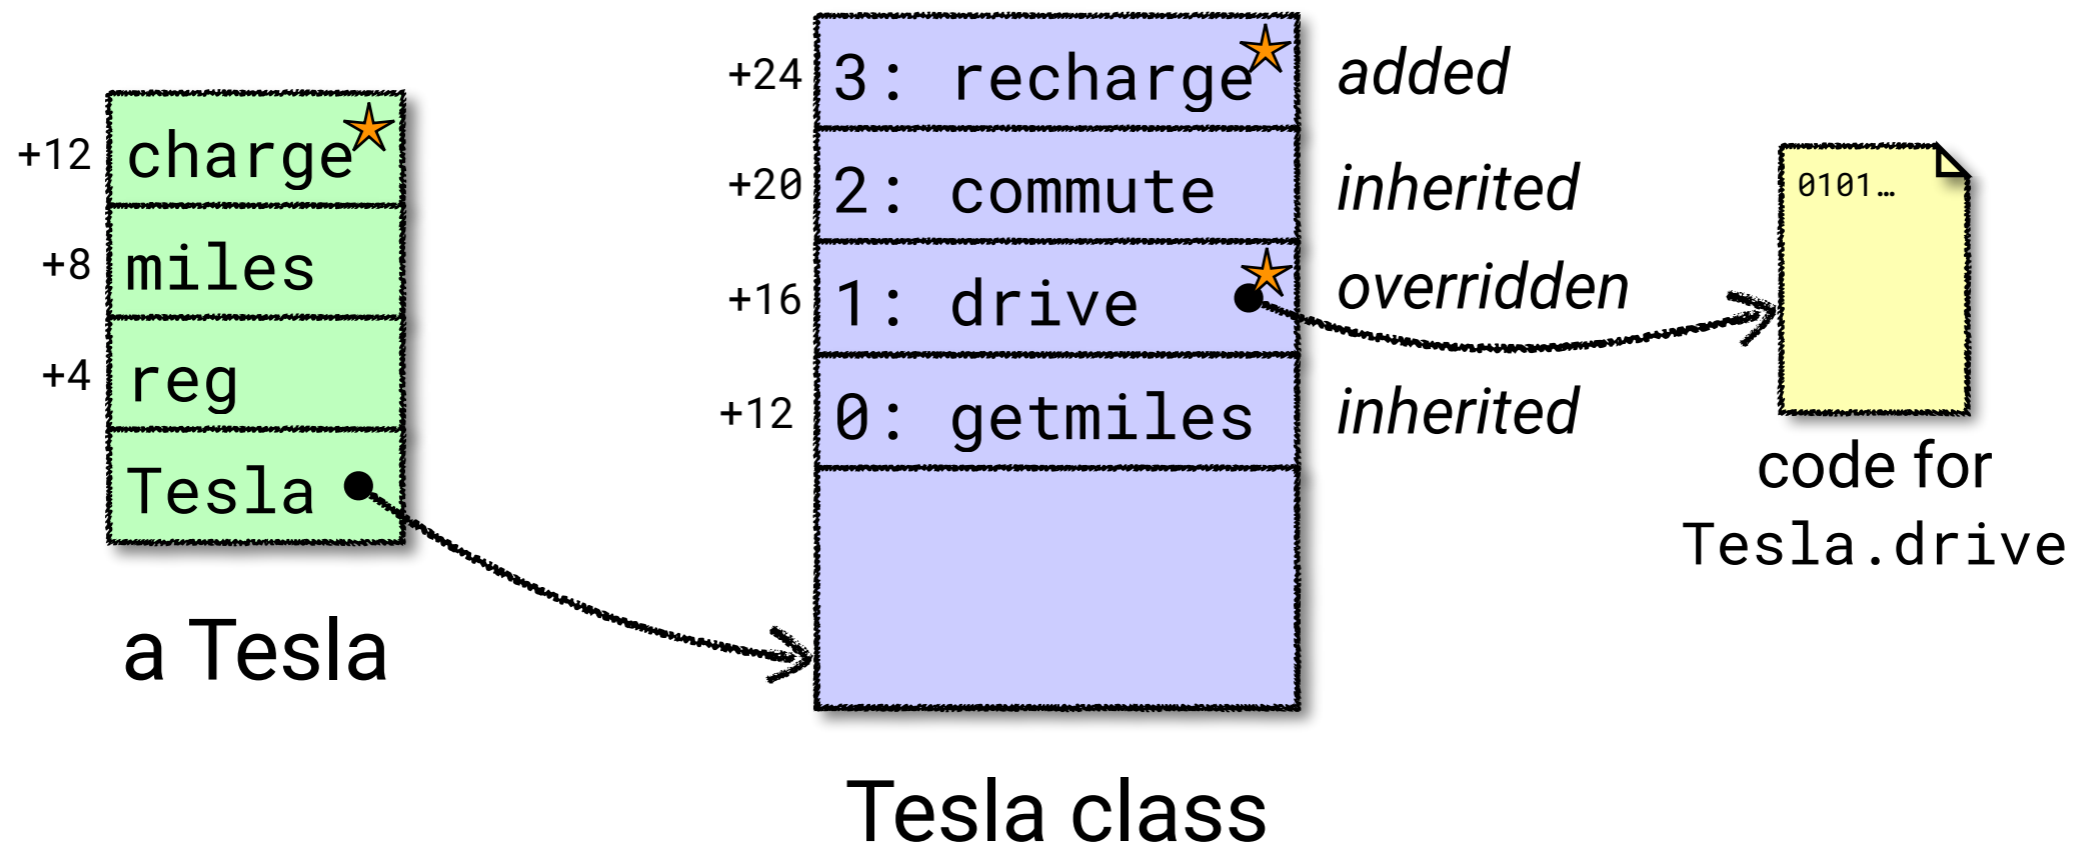 +12 charge
+8 miles
+4 reg
Tesla
a Tesla
+24 3: recharge added
+20 2: commute inherited
+16 1: drive overridden
+12 0: getmiles inherited
Tesla class
0101…
code for
Tesla.drive